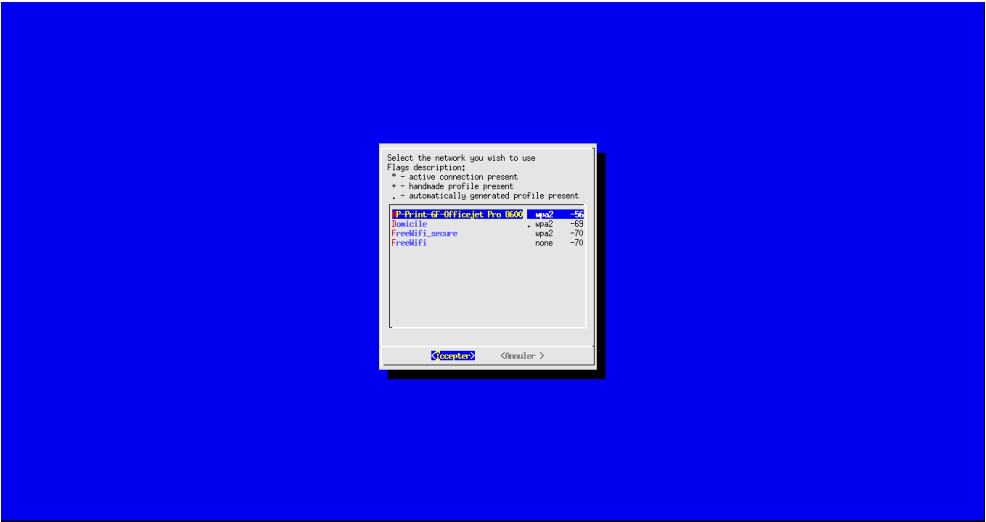 Select the network you wish to use
Flags description:
* - active connection present
+ - handmade profile present
. - automatically generated profile present
HP-Print-6F-Officejet Pro 8600 wpa2 -56
Domicile . wpa2 -69
FreeWifi_secure wpa2 -70
FreeWifi none -70
<Accepter> <Annuler >